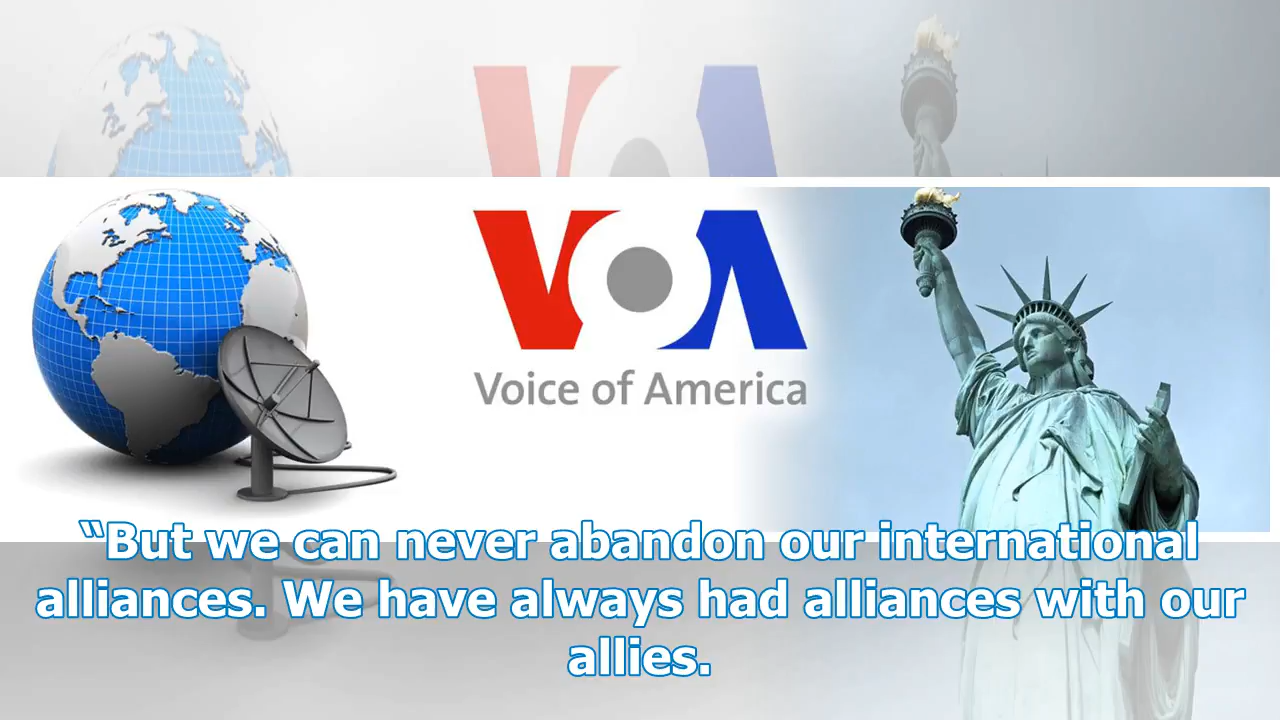 VOA
Voice of America
“But we can never abandon our international
alliances. We have always had alliances with our
allies.